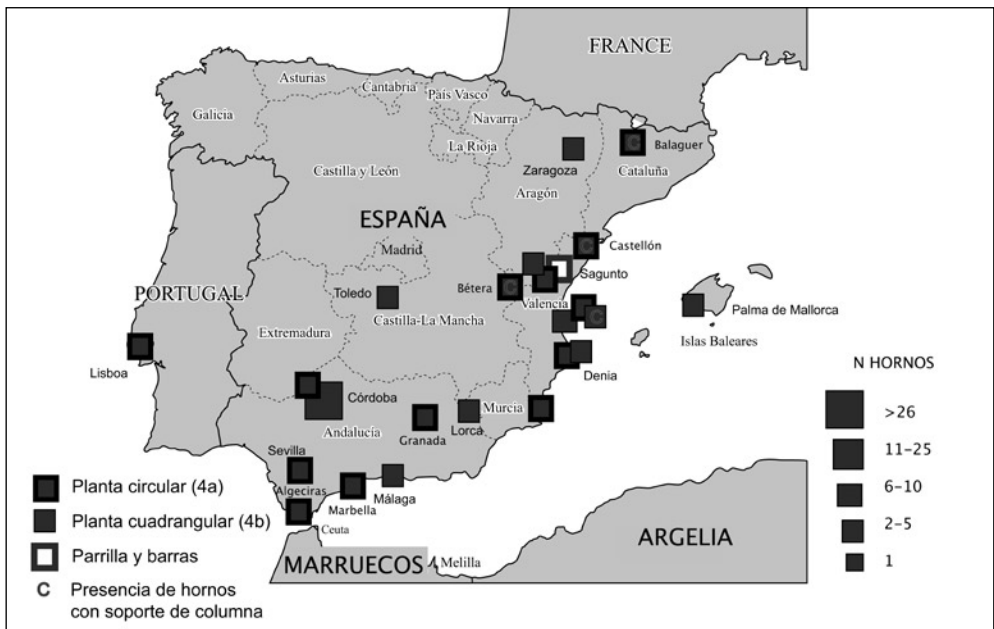 FRANCE
Asturias
Cantabria
País Vasco
Galicia
Navarra
La Rioja
C
Balaguer
Zaragoza
Cataluña
Castilla y León
Aragón
ESPAÑA
C
Castellón
Madrid
Sagunto
Toledo
Bétera
C
Valencia
PORTUGAL
Castilla-La Mancha
C
Palma de Mallorca
Extremadura
Islas Baleares
Lisboa
Denia
N HORNOS
Córdoba
Murcia
>26
Andalucía
Granada
Lorca
Sevilla
11-25
Algeciras
Málaga
Marbella
6-10
Planta circular (4a)
Ceuta
2-5
Planta cuadrangular (4b)
ARGELIA
Parrilla y barras
MARRUECOS
Melilla
1
C
Presencia de hornos
con soporte de columna